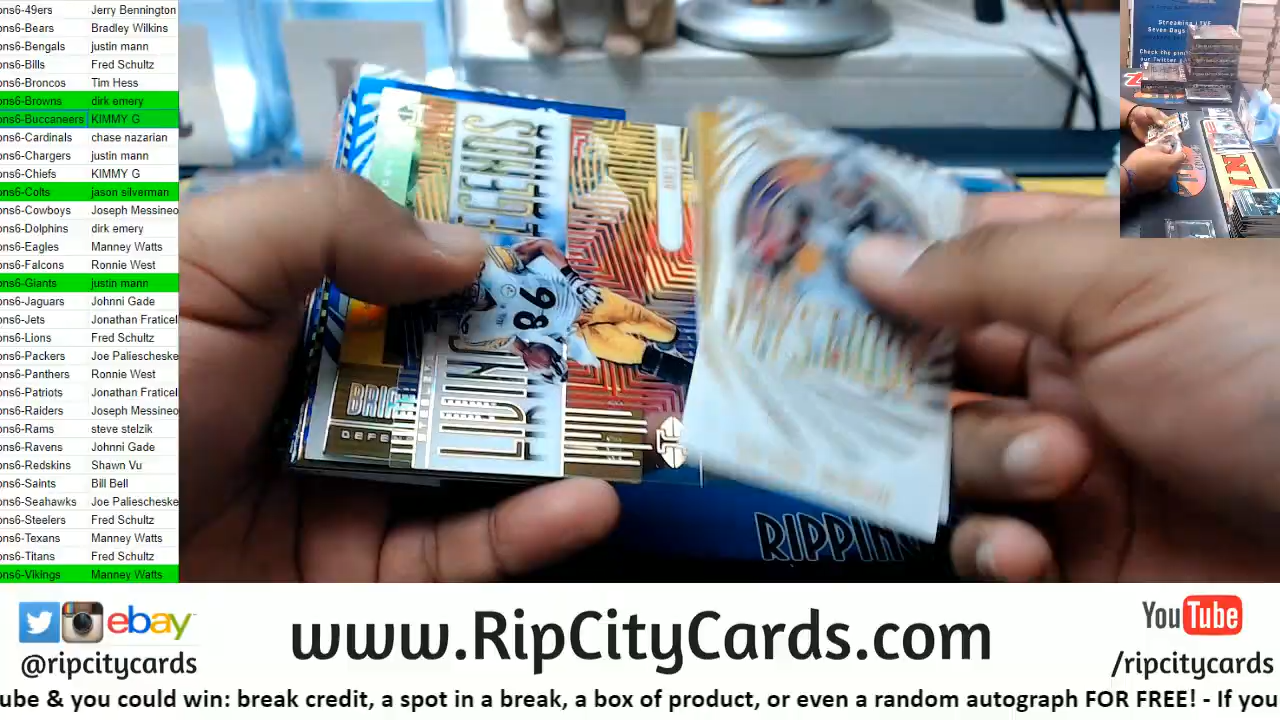 ons6-49ers Jerry Bennington
ons6-Bears Bradley Wilkins
ons6-Bengals justin mann
ons6-Bills Fred Schultz
ons6-Broncos Tim Hess
ons6-Browns dirk emery
ons6-Buccaneers KIMMY G
ons6-Cardinals chase nazarian
ons6-Chargers justin mann
ons6-Chiefs KIMMY G
ons6-Colts jason silverman
ons6-Cowboys Joseph Messineo
ons6-Dolphins dirk emery
ons6-Eagles Manney Watts
ons6-Falcons Ronnie West
ons6-Giants justin mann
ons6-Jaguars Johnni Gade
ons6-Jets Jonathan Fraticel
ons6-Lions Fred Schultz
ons6-Packers Joe Paliescheske
ons6-Panthers Ronnie West
ons6-Patriots Jonathan Fraticel
ons6-Raiders Joseph Messineo
ons6-Rams steve stelzik
ons6-Ravens Johnni Gade
ons6-Redskins Shawn Vu
ons6-Saints Bill Bell
ons6-Seahawks Joe Paliescheske
ons6-Steelers Fred Schultz
ons6-Texans Manney Watts
ons6-Titans Fred Schultz
ons6-Vikings Manney Watts
Streaming LIVE
Seven Days
86
RIPPIN
ebay
@ripcitycards
www.RipCityCards.com
YouTube
/ripcitycards
ube & you could win: break credit, a spot in a break, a box of product, or even a random autograph FOR FREE! - If you